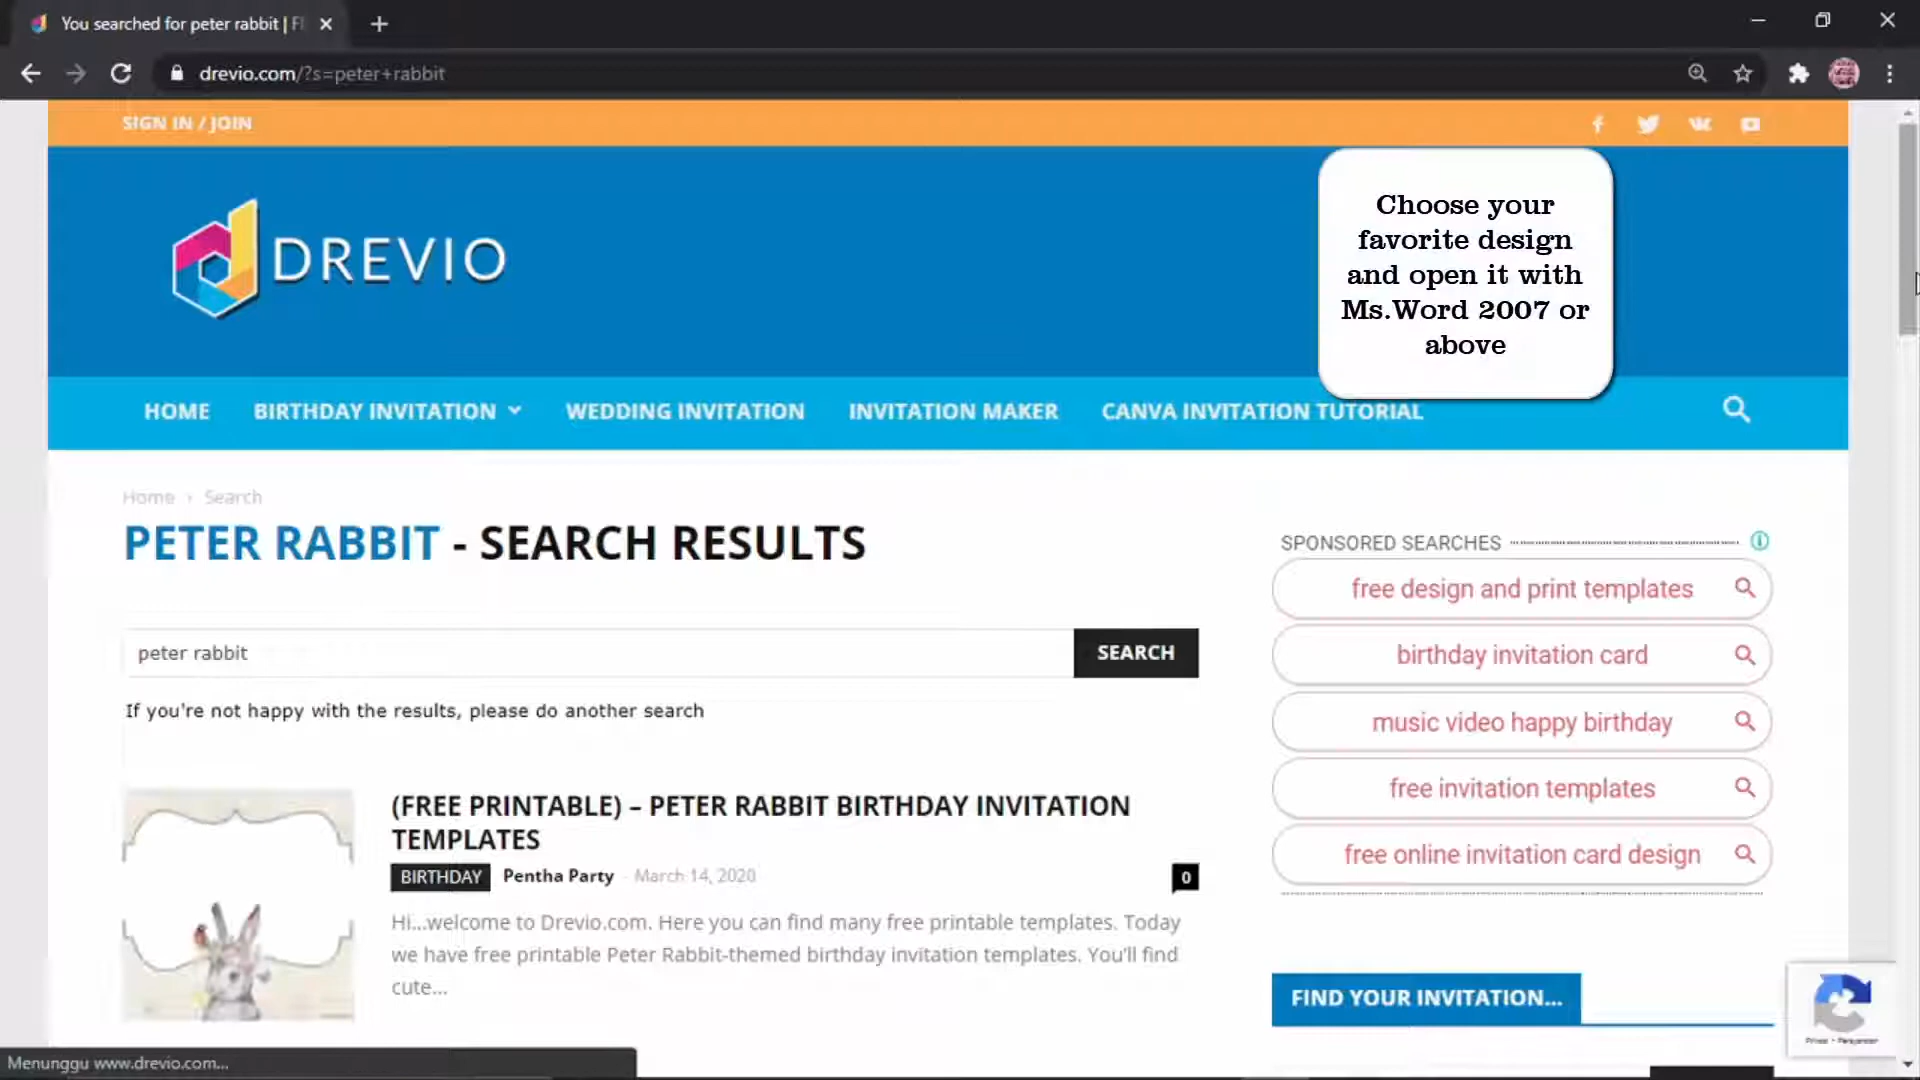 You searched for peter rabbit | F
drevio.com/?s=peter+rabbit
SIGN IN / JOIN
DREVIO
Choose your
favorite design
and open it with
Ms.Word 2007 or
above
HOME BIRTHDAY INVITATION WEDDING INVITATION INVITATION MAKER CANVA INVITATION TUTORIAL
Home › Search
PETER RABBIT - SEARCH RESULTS
peter rabbit
SEARCH
If you're not happy with the results, please do another search
(FREE PRINTABLE) – PETER RABBIT BIRTHDAY INVITATION
TEMPLATES
BIRTHDAY Pentha Party - March 14, 2020
0
Hi...welcome to Drevio.com. Here you can find many free printable templates. Today
we have free printable Peter Rabbit-themed birthday invitation templates. You'll find
cute...
SPONSORED SEARCHES
free design and print templates
birthday invitation card
music video happy birthday
free invitation templates
free online invitation card design
FIND YOUR INVITATION...
Menunggu www.drevio.com...